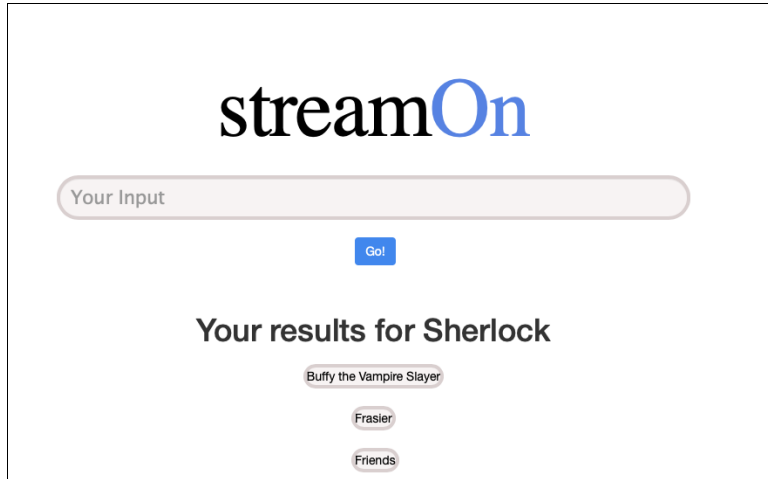 streamOn
Your Input
Go!
Your results for Sherlock
Buffy the Vampire Slayer
Frasier
Friends